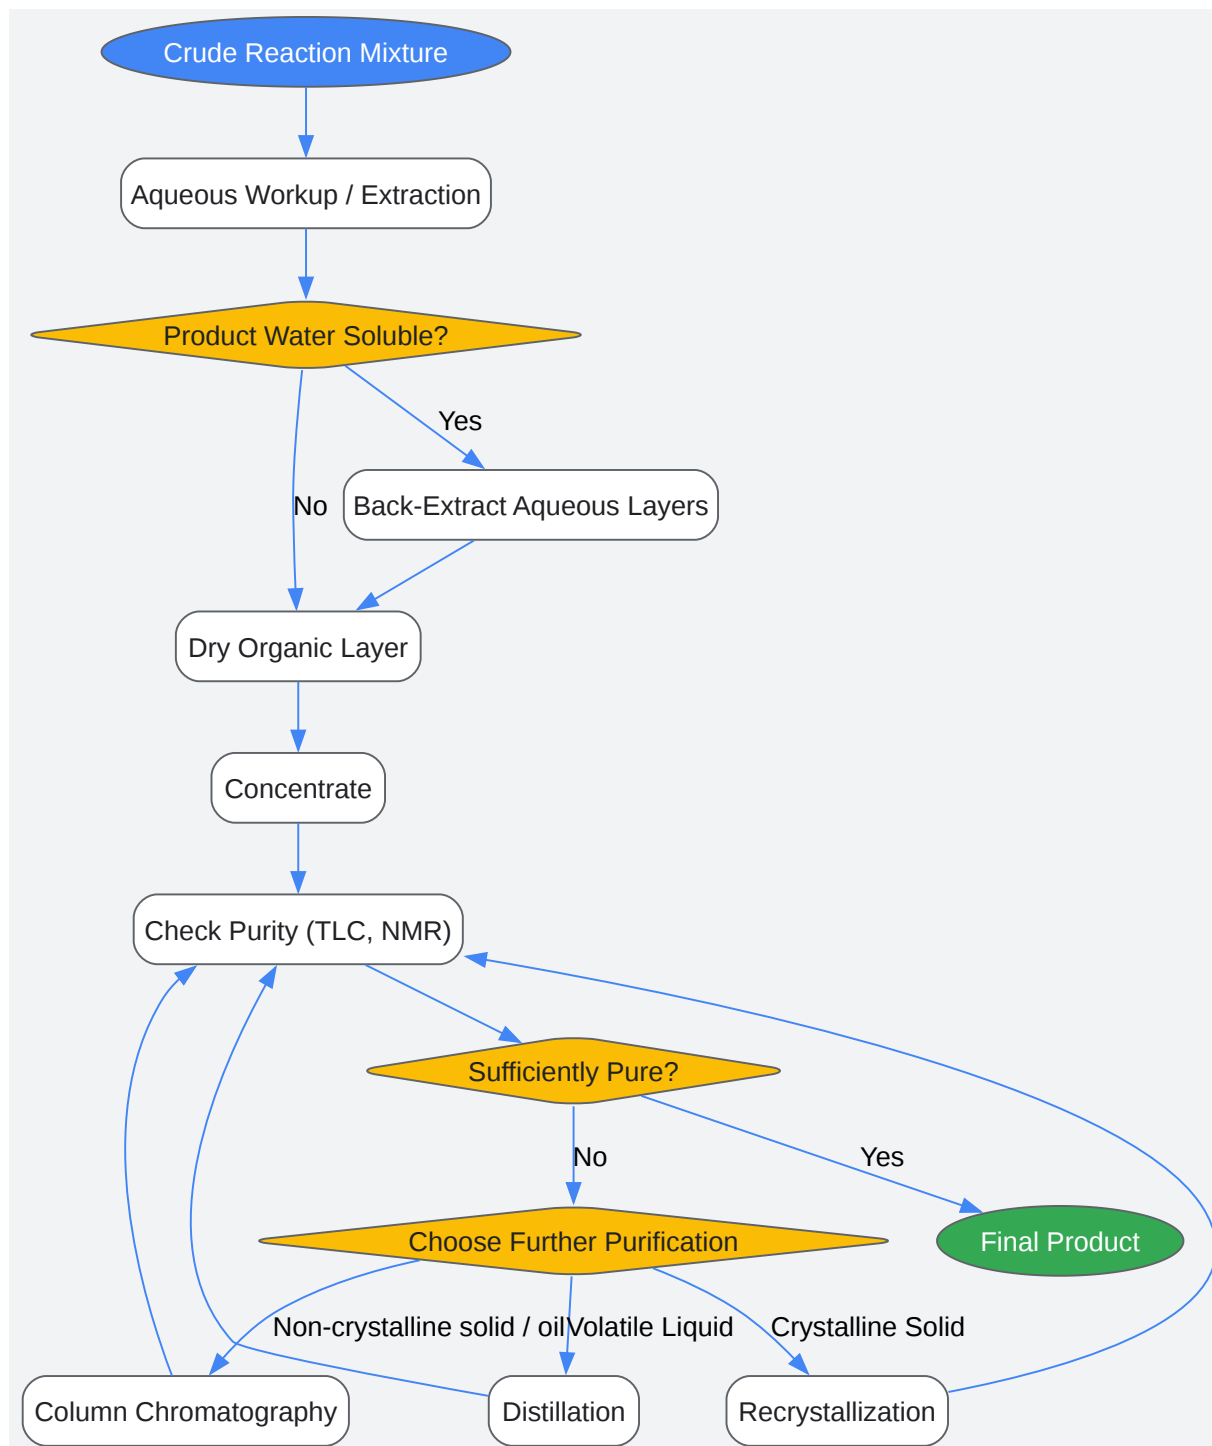 Crude Reaction Mixture
Aqueous Workup / Extraction
Product Water Soluble?
Yes
No
Back-Extract Aqueous Layers
Dry Organic Layer
Concentrate
Check Purity (TLC, NMR)
Sufficiently Pure?
No
Yes
Choose Further Purification
Final Product
Non-crystalline solid / oil
Volatile Liquid
Crystalline Solid
Column Chromatography
Distillation
Recrystallization